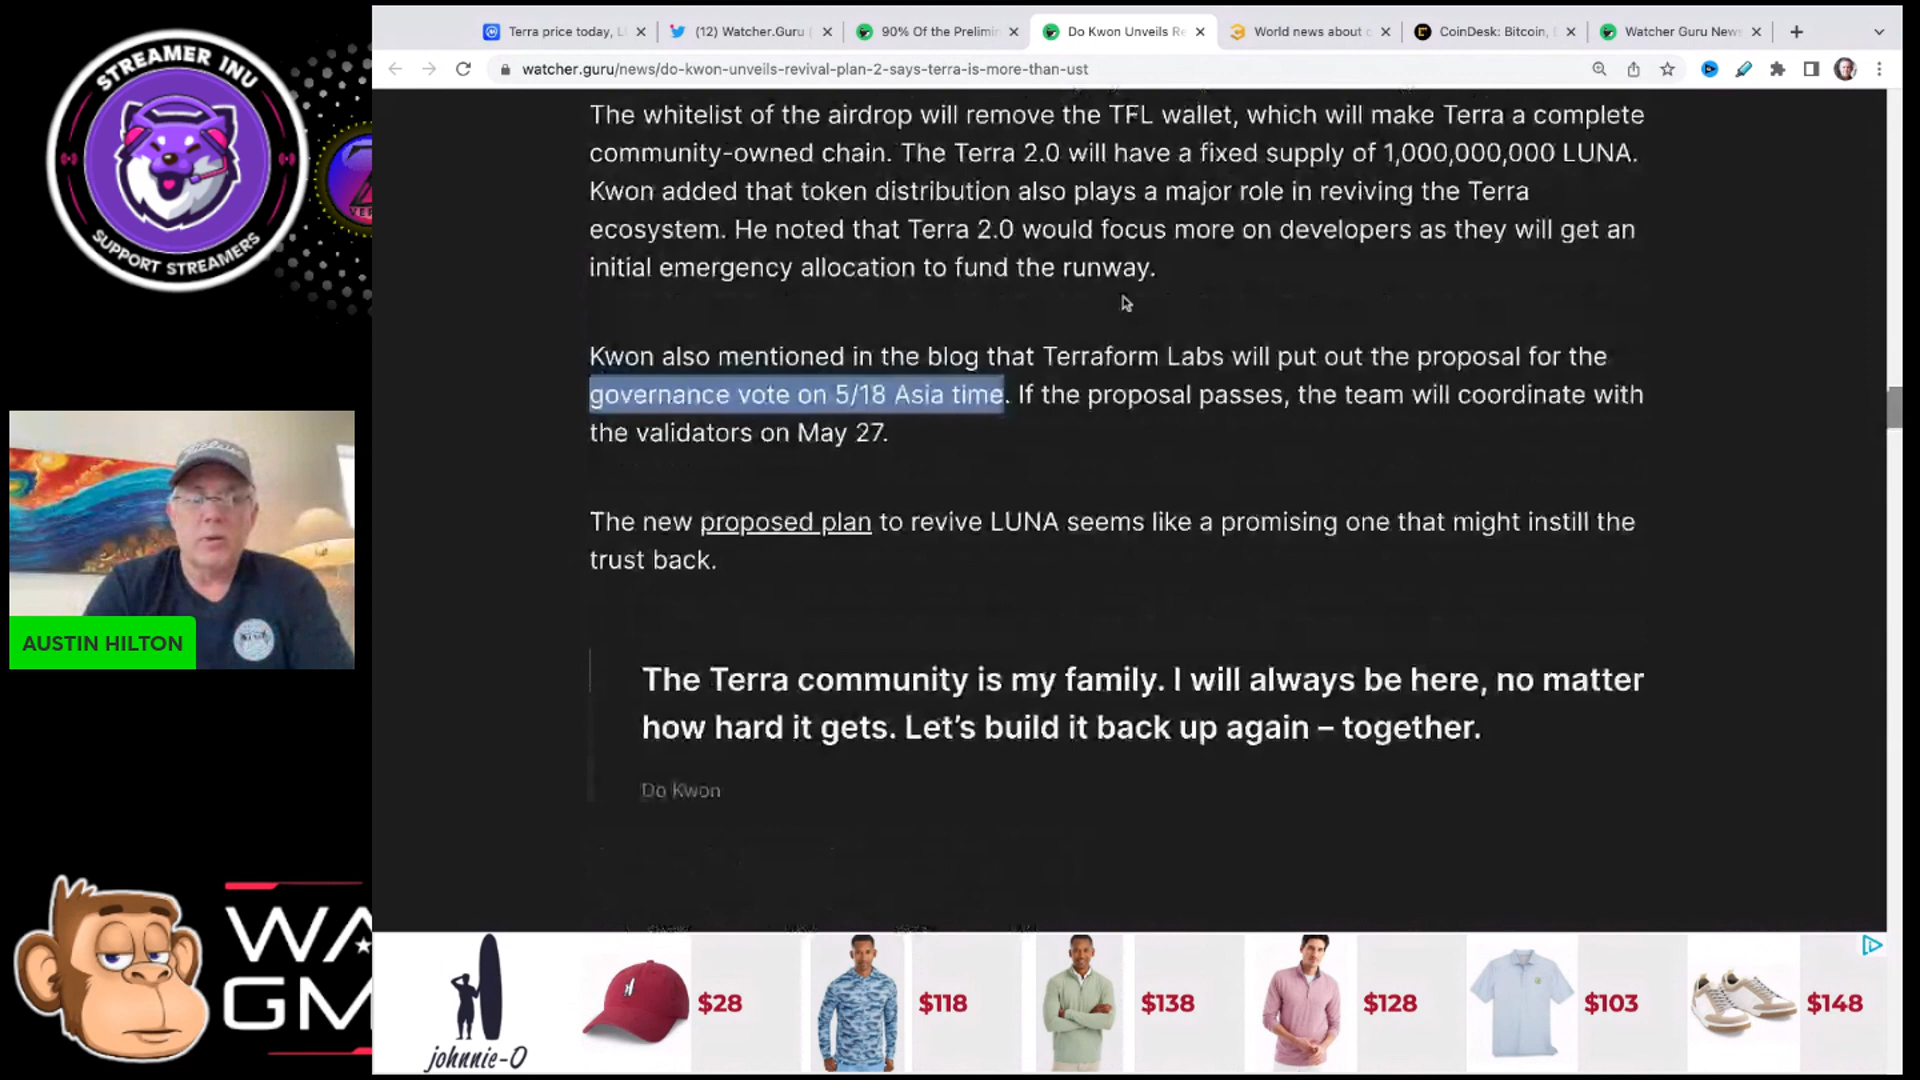 STREAMER INU
SUPPORT STREAMERS
Terra price today, L
(12) Watcher.Guru (
90% Of the Prelimin
Do Kwon Unveils Re
World news about c
CoinDesk: Bitcoin, E
Watcher Guru News
watcher.guru/news/do-kwon-unveils-revival-plan-2-says-terra-is-more-than-ust
The whitelist of the airdrop will remove the TFL wallet, which will make Terra a complete
community-owned chain. The Terra 2.0 will have a fixed supply of 1,000,000,000 LUNA.
Kwon added that token distribution also plays a major role in reviving the Terra
ecosystem. He noted that Terra 2.0 would focus more on developers as they will get an
initial emergency allocation to fund the runway.
Kwon also mentioned in the blog that Terraform Labs will put out the proposal for the
governance vote on 5/18 Asia time. If the proposal passes, the team will coordinate with
the validators on May 27.
The new proposed plan to revive LUNA seems like a promising one that might instill the
trust back.
The Terra community is my family. I will always be here, no matter
how hard it gets. Let's build it back up again – together.
Do Kwon
AUSTIN HILTON
WA
GM
johnnie-O
$28
$118
$138
$128
$103
$148